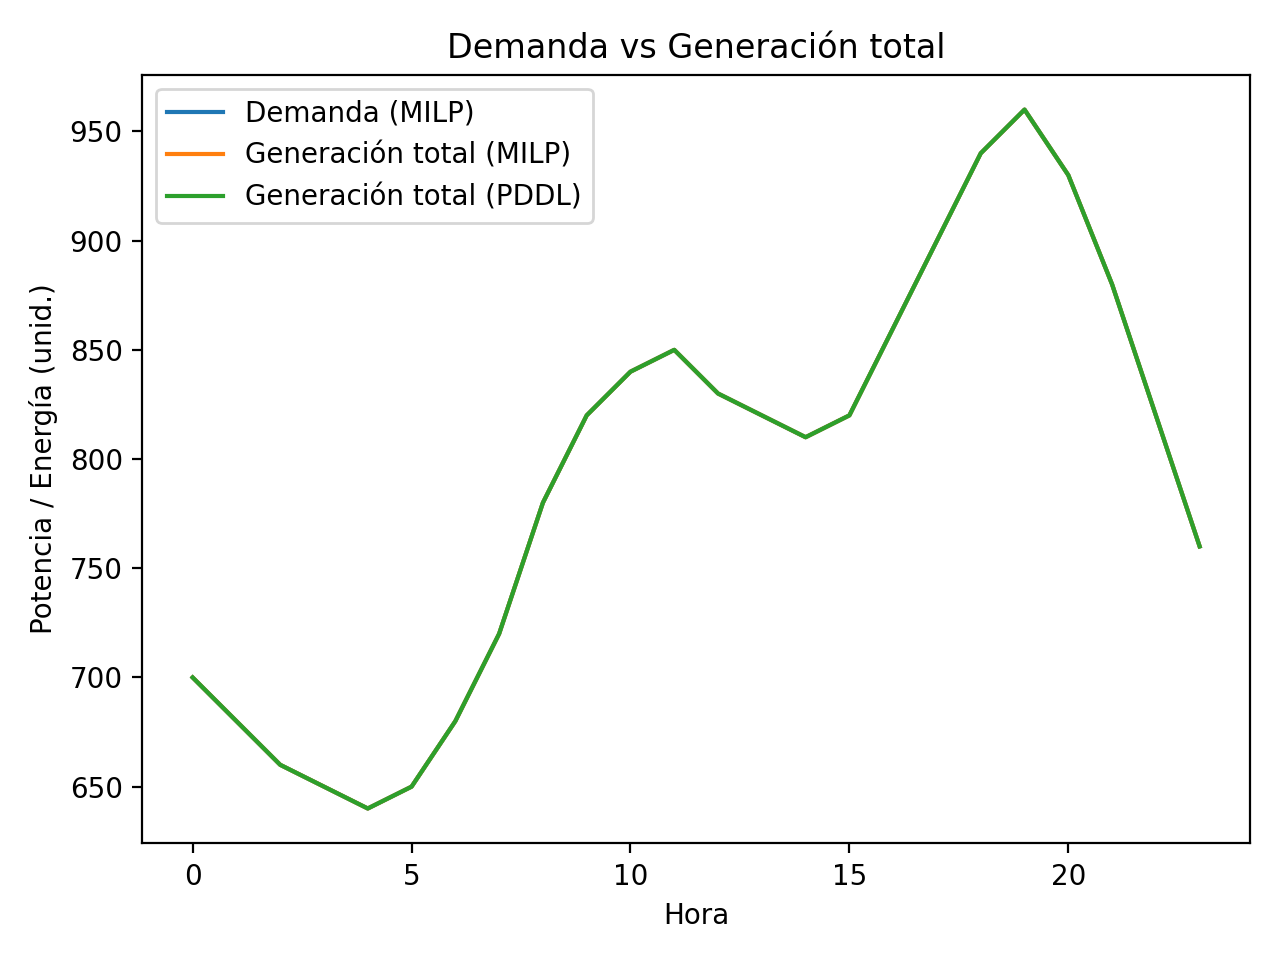 Demanda vs Generación total
Demanda (MILP)
Generación total (MILP)
Generación total (PDDL)
950
900
850
800
750
700
650
Potencia / Energía (unid.)
0 5 10 15 20
Hora